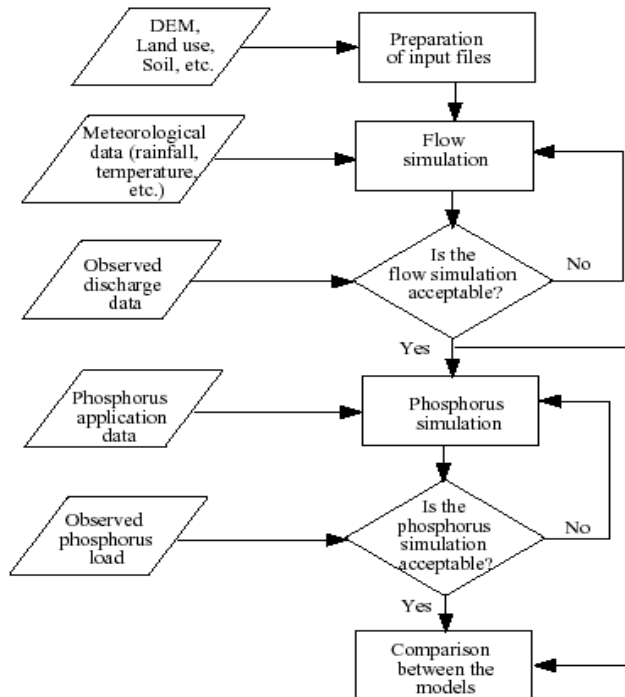 DEM,
Land use,
Soil, etc.
Preparation
of input files
Meteorological
data (rainfall,
temperature,
etc.)
Flow
simulation
Observed
discharge
data
Is the
flow simulation
acceptable?
No
Yes
Phosphorus
application
data
Phosphorus
simulation
Observed
phosphorus
load
Is the
phosphorus
simulation
acceptable?
No
Yes
Comparison
between the
models